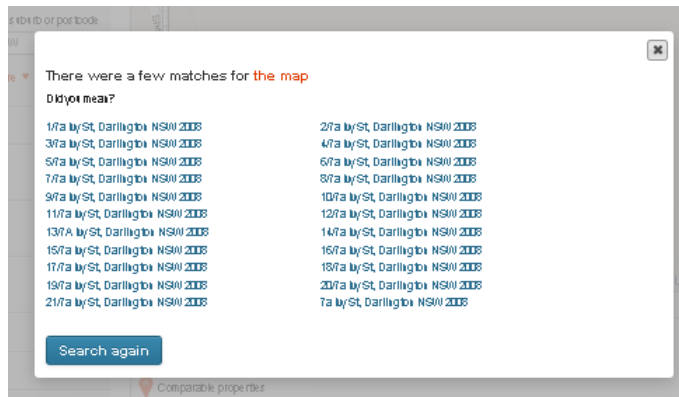 suburb or postcode
There were a few matches for the map
Did you mean?
1/7a Ivy St, Darlington NSW 2008
2/7a Ivy St, Darlington NSW 2008
3/7a Ivy St, Darlington NSW 2008
4/7a Ivy St, Darlington NSW 2008
5/7a Ivy St, Darlington NSW 2008
6/7a Ivy St, Darlington NSW 2008
7/7a Ivy St, Darlington NSW 2008
8/7a Ivy St, Darlington NSW 2008
9/7a Ivy St, Darlington NSW 2008
10/7a Ivy St, Darlington NSW 2008
11/7a Ivy St, Darlington NSW 2008
12/7a Ivy St, Darlington NSW 2008
13/7A Ivy St, Darlington NSW 2008
14/7a Ivy St, Darlington NSW 2008
15/7a Ivy St, Darlington NSW 2008
16/7a Ivy St, Darlington NSW 2008
17/7a Ivy St, Darlington NSW 2008
18/7a Ivy St, Darlington NSW 2008
19/7a Ivy St, Darlington NSW 2008
20/7a Ivy St, Darlington NSW 2008
21/7a Ivy St, Darlington NSW 2008
7a Ivy St, Darlington NSW 2008
Search again
Comparable properties